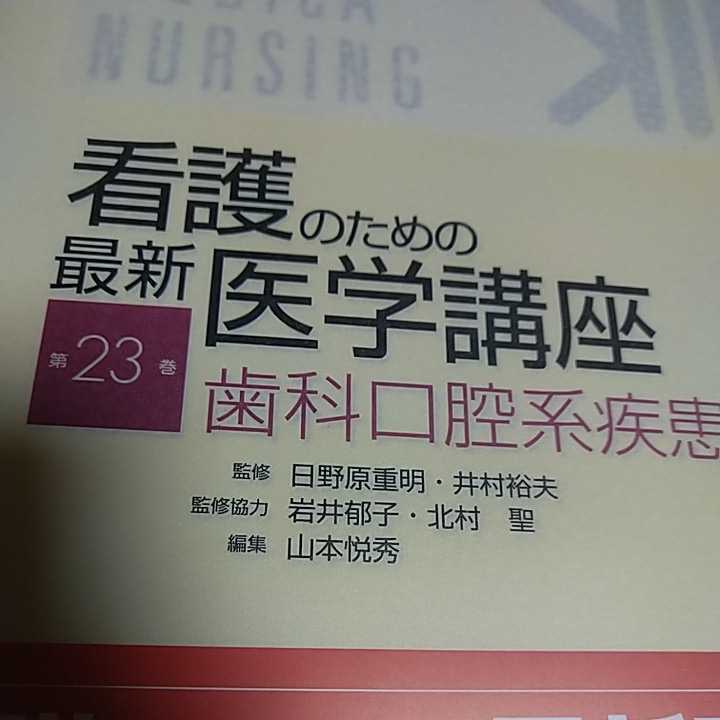 NURSING
看護のための
最新医学講座
第23巻
歯科口腔系疾患
監修 日野原重明・井村裕夫
監修協力 岩井郁子・北村 聖
編集 山本悦秀